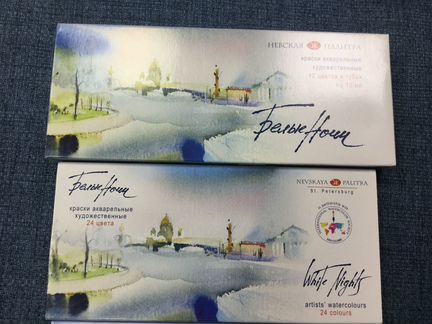 НЕВСКАЯ ПАЛИТРА
краски акварельные
художественные
12 цветов в тубах
по 10 мл
Белые Ночи
Белые Ночи
краски акварельные
художественные
24 цвета
NEVSKAYA PALITRA
St. Petersburg
White Nights
artists' watercolours
24 colours